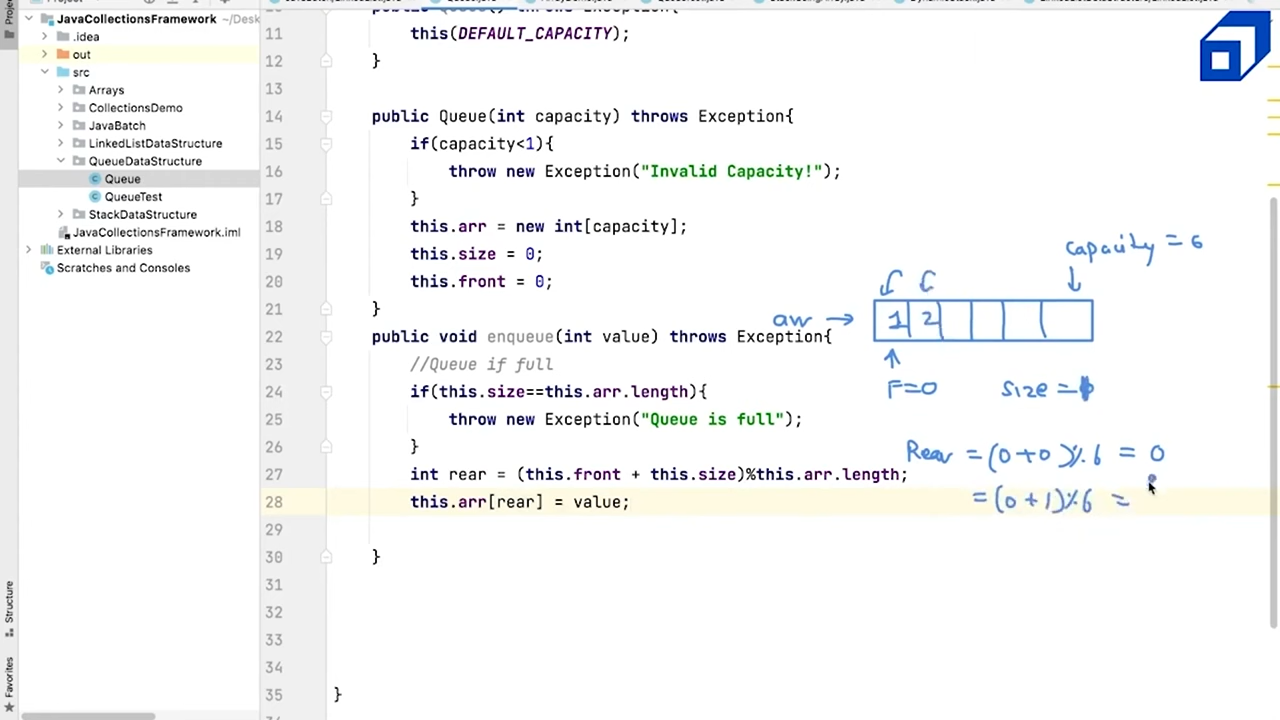 JavaCollectionsFramework ~/Desk
.idea
out
src
Arrays
CollectionsDemo
JavaBatch
LinkedListDataStructure
QueueDataStructure
Queue
QueueTest
StackDataStructure
JavaCollectionsFramework.iml
External Libraries
Scratches and Consoles
Structure
Favorites
11 this(DEFAULT_CAPACITY);
12 }
13
14 public Queue(int capacity) throws Exception{
15 if(capacity<1){
16 throw new Exception("Invalid Capacity!");
17 }
18 this.arr = new int[capacity];
19 this.size = 0;
20 this.front = 0;
21 }
22 public void enqueue(int value) throws Exception{
23 //Queue if full
24 if(this.size==this.arr.length){
25 throw new Exception("Queue is full");
26 }
27 int rear = (this.front + this.size)%this.arr.length;
28 this.arr[rear] = value;
29
30 }
31
32
33
34
35 }
capacity = 6
arr → 1 2
F=0 Size =
Rear = (0+0)%6 = 0
= (0+1)%6 =